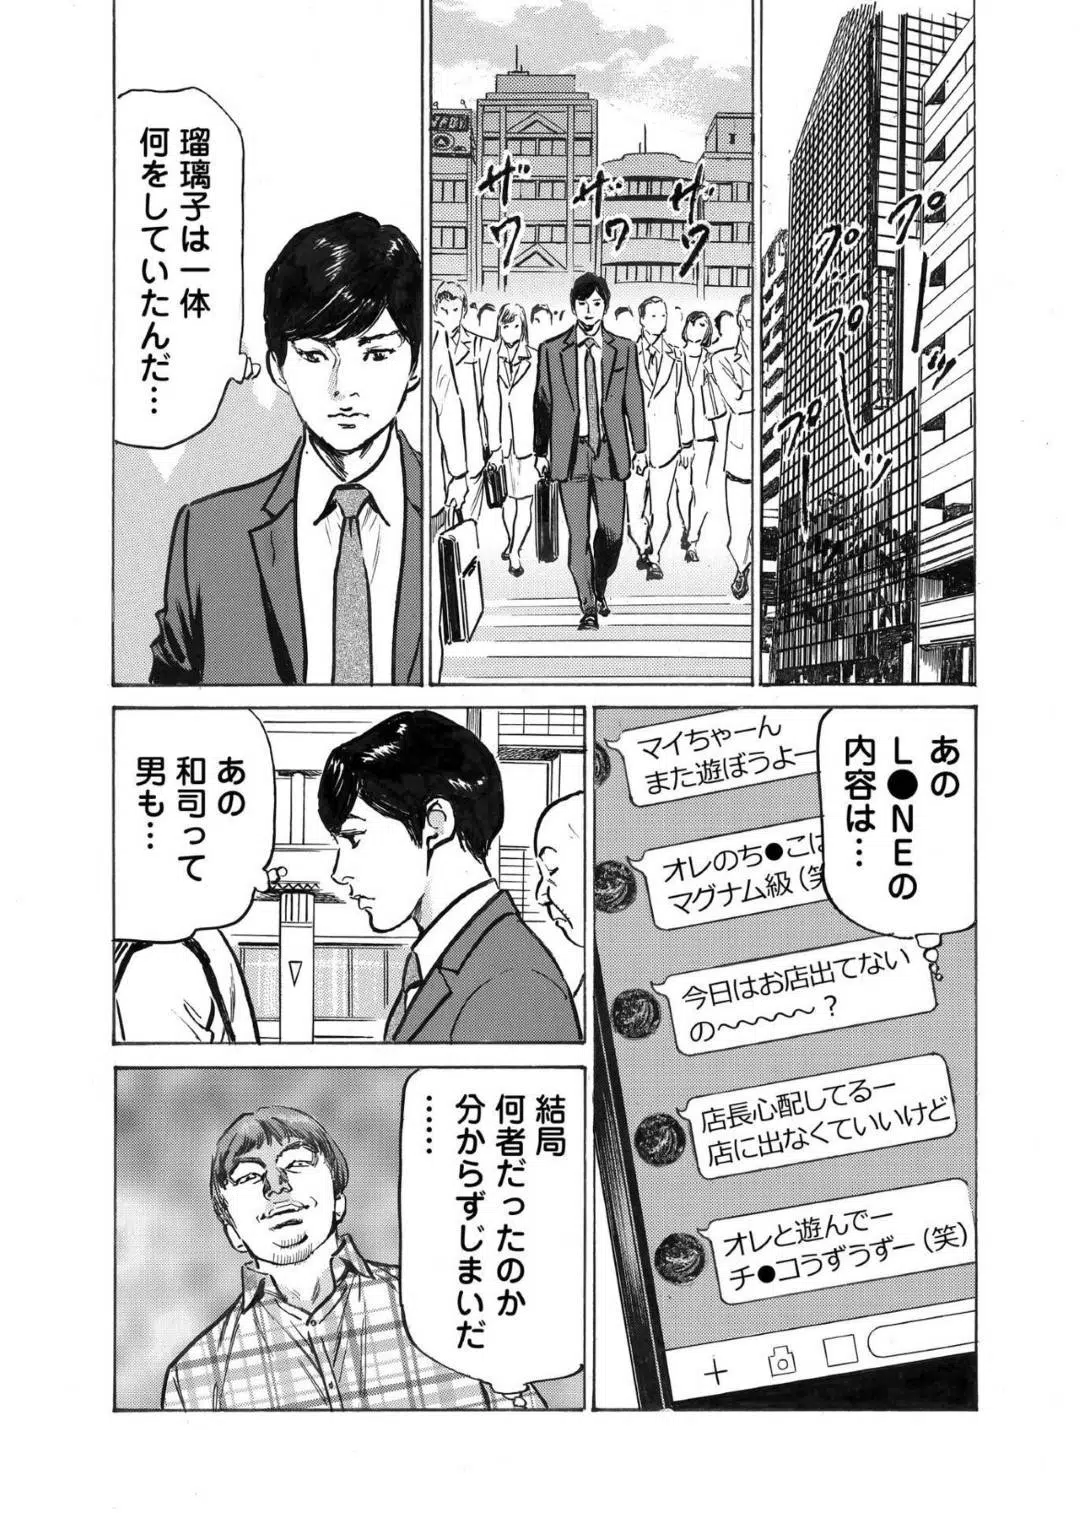 プ
プップーッ
プーッ
ザワ
ザワ
ザワ
瑠璃子は一体
何をしていたんだ…
あの
L●NEの
内容は…
マイちゃーん
また遊ぼうよー
オレのち●こは
マグナム級(笑
今日はお店出てない
の〜〜〜〜〜?
店長心配してるー
店に出なくていいけど
オレと遊んでー
チ●コうずうずー(笑)
あの
和司って
男も…
結局
何者だったのか
分からずじまいだ
……